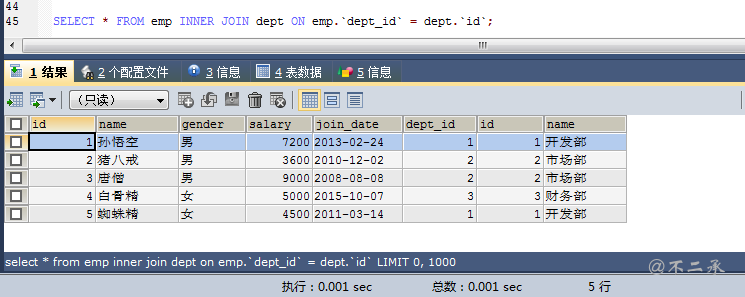 44
45 SELECT * FROM emp INNER JOIN dept ON emp.`dept_id` = dept.`id`;
1 结果 2 个配置文件 3 信息 4 表数据 5 信息
(只读)
id name gender salary join_date dept_id id name
1 孙悟空 男 7200 2013-02-24 1 1 开发部
2 猪八戒 男 3600 2010-12-02 2 2 市场部
3 唐僧 男 9000 2008-08-08 2 2 市场部
4 白骨精 女 5000 2015-10-07 3 3 财务部
5 蜘蛛精 女 4500 2011-03-14 1 1 开发部
@不二承
select * from emp inner join dept on emp.`dept_id` = dept.`id` LIMIT 0, 1000
执行：0.001 sec 总数：0.001 sec 5 行